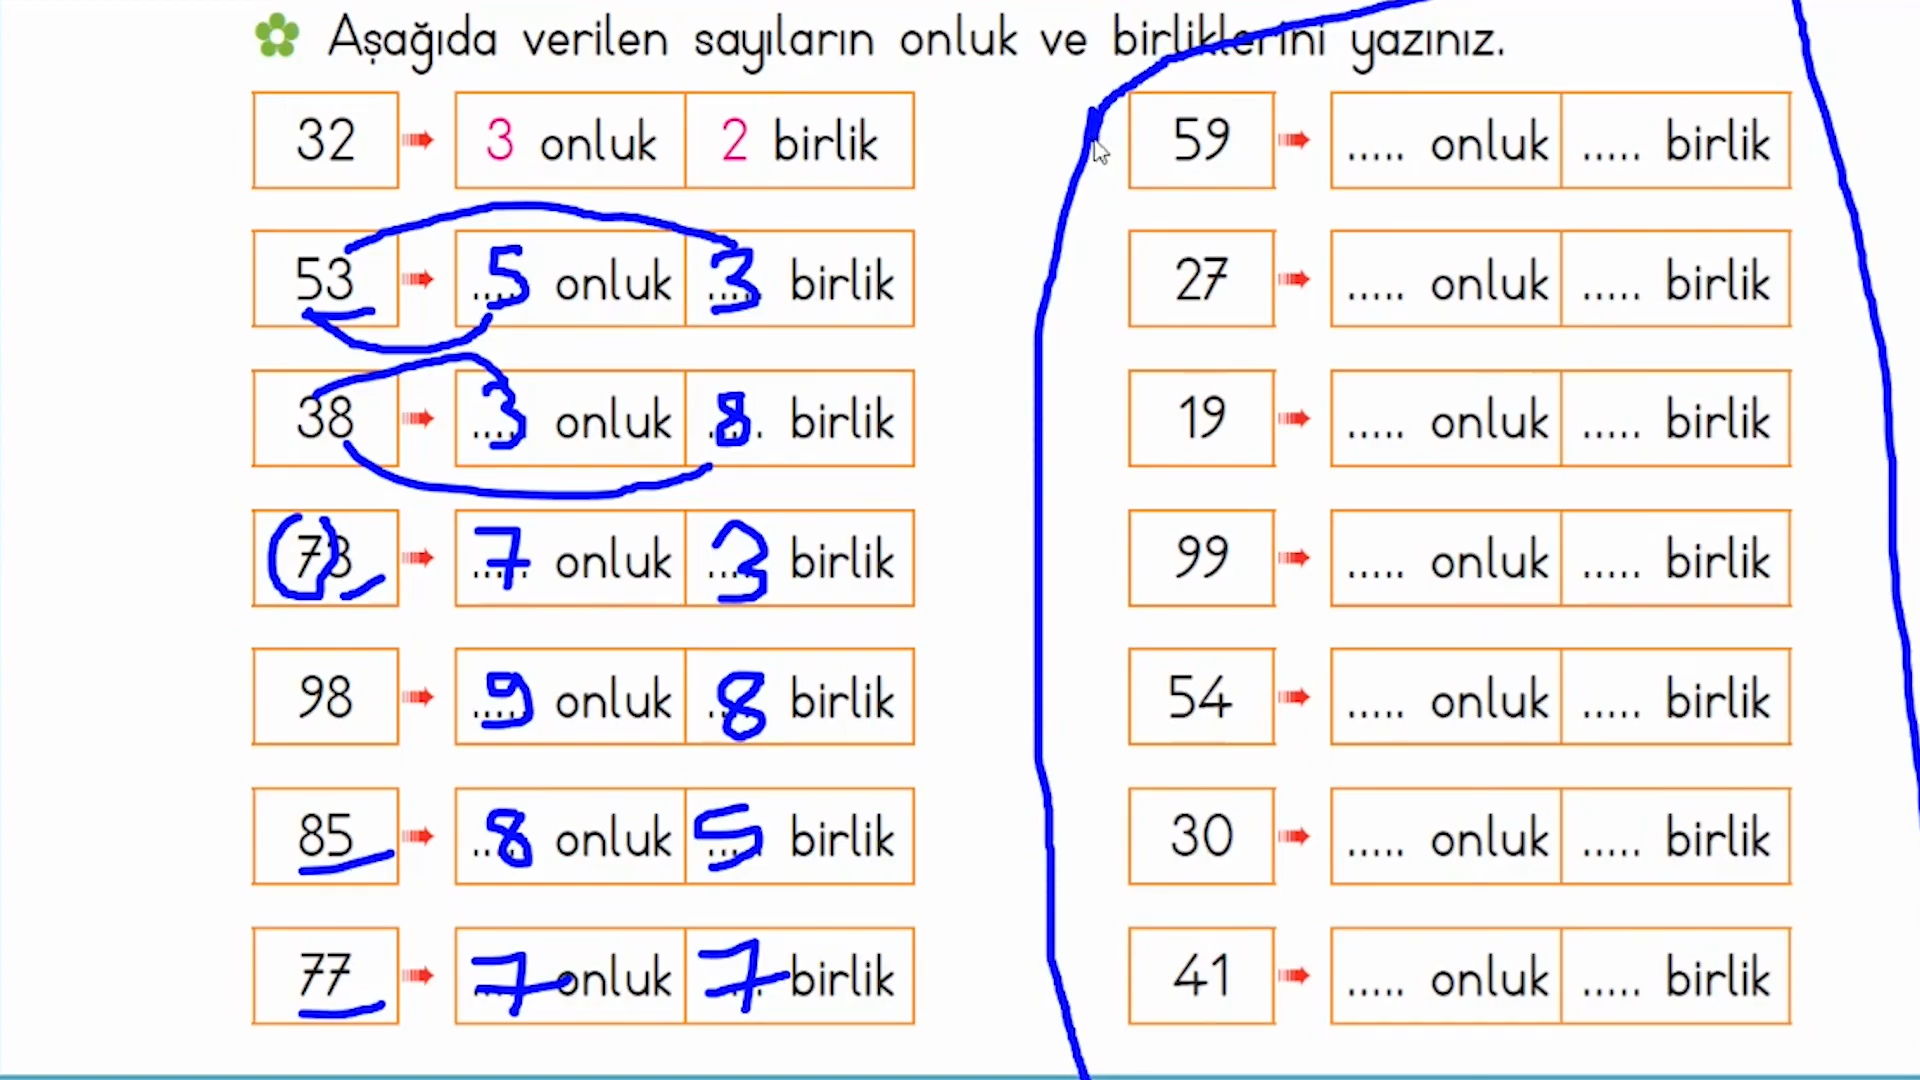 Aşağıda verilen sayıların onluk ve birliklerini yazınız.
32 3 onluk 2 birlik
53 5 onluk 3 birlik
38 3 onluk 8 birlik
73 7 onluk 3 birlik
98 9 onluk 8 birlik
85 8 onluk 5 birlik
77 7 onluk 7 birlik
59 ..... onluk ..... birlik
27 ..... onluk ..... birlik
19 ..... onluk ..... birlik
99 ..... onluk ..... birlik
54 ..... onluk ..... birlik
30 ..... onluk ..... birlik
41 ..... onluk ..... birlik